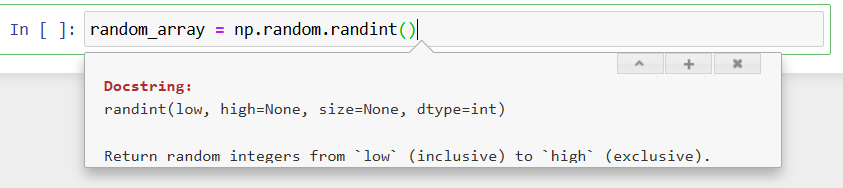 In [ ]: random_array = np.random.randint()
Docstring:
randint(low, high=None, size=None, dtype=int)
Return random integers from `low` (inclusive) to `high` (exclusive).